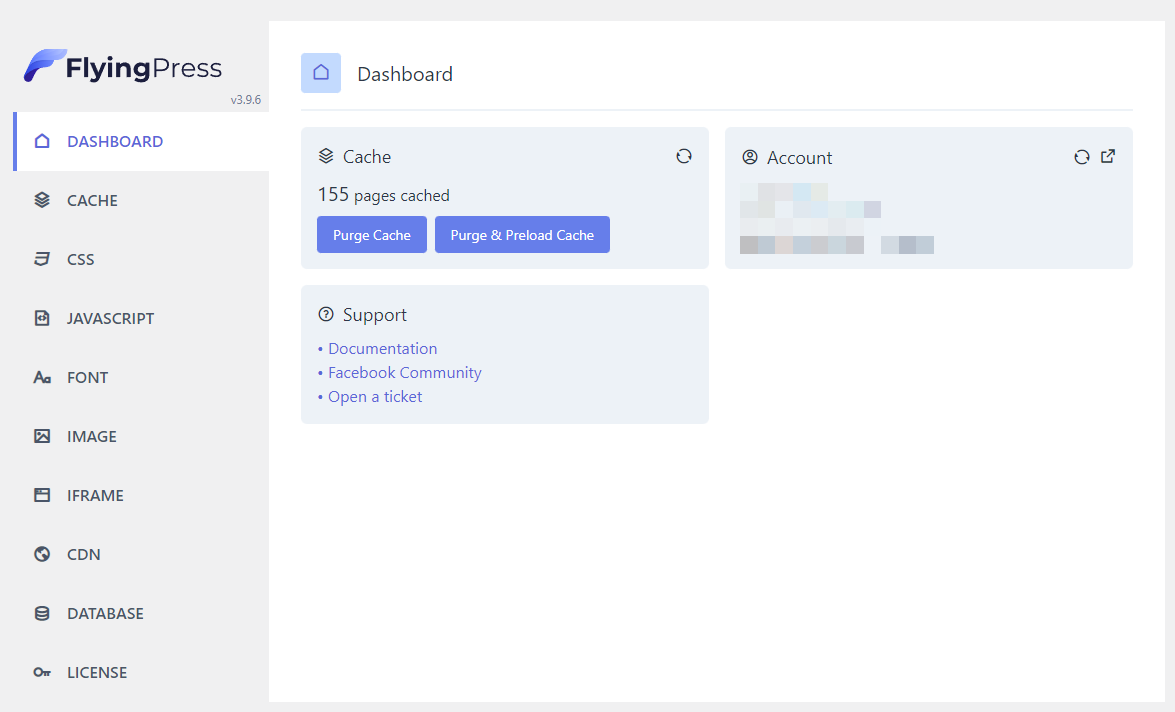 FlyingPress
v3.9.6
DASHBOARD
CACHE
CSS
JAVASCRIPT
FONT
IMAGE
IFRAME
CDN
DATABASE
LICENSE
Dashboard
Cache
155 pages cached
Purge Cache
Purge & Preload Cache
Account
Support
• Documentation
• Facebook Community
• Open a ticket